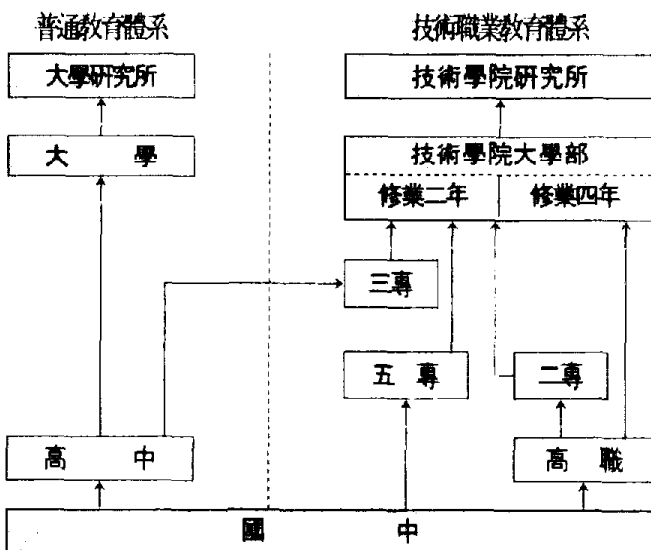 普通教育體系 技術職業教育體系
大學研究所 技術學院研究所
大學 技術學院大學部
修業二年 修業四年
三專
五專 二專
高中 高職
國中